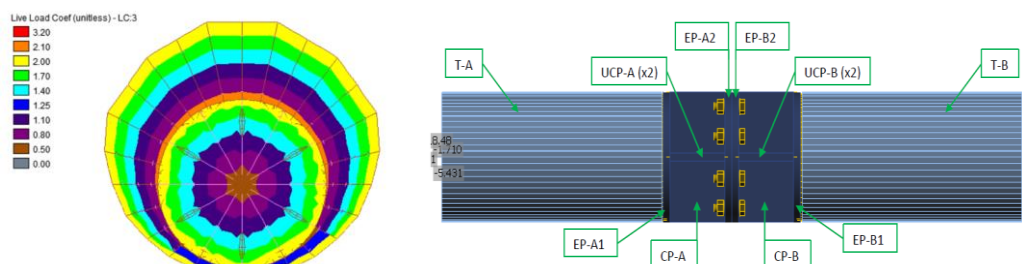 Live Load Coef (unitless) - LC:3
3.20
2.10
2.00
1.70
1.40
1.25
1.10
0.80
0.50
0.00
EP-A2
EP-B2
T-A
UCP-A (x2)
UCP-B (x2)
T-B
8.48
-1.710
1
-5.431
EP-A1
CP-A
CP-B
EP-B1